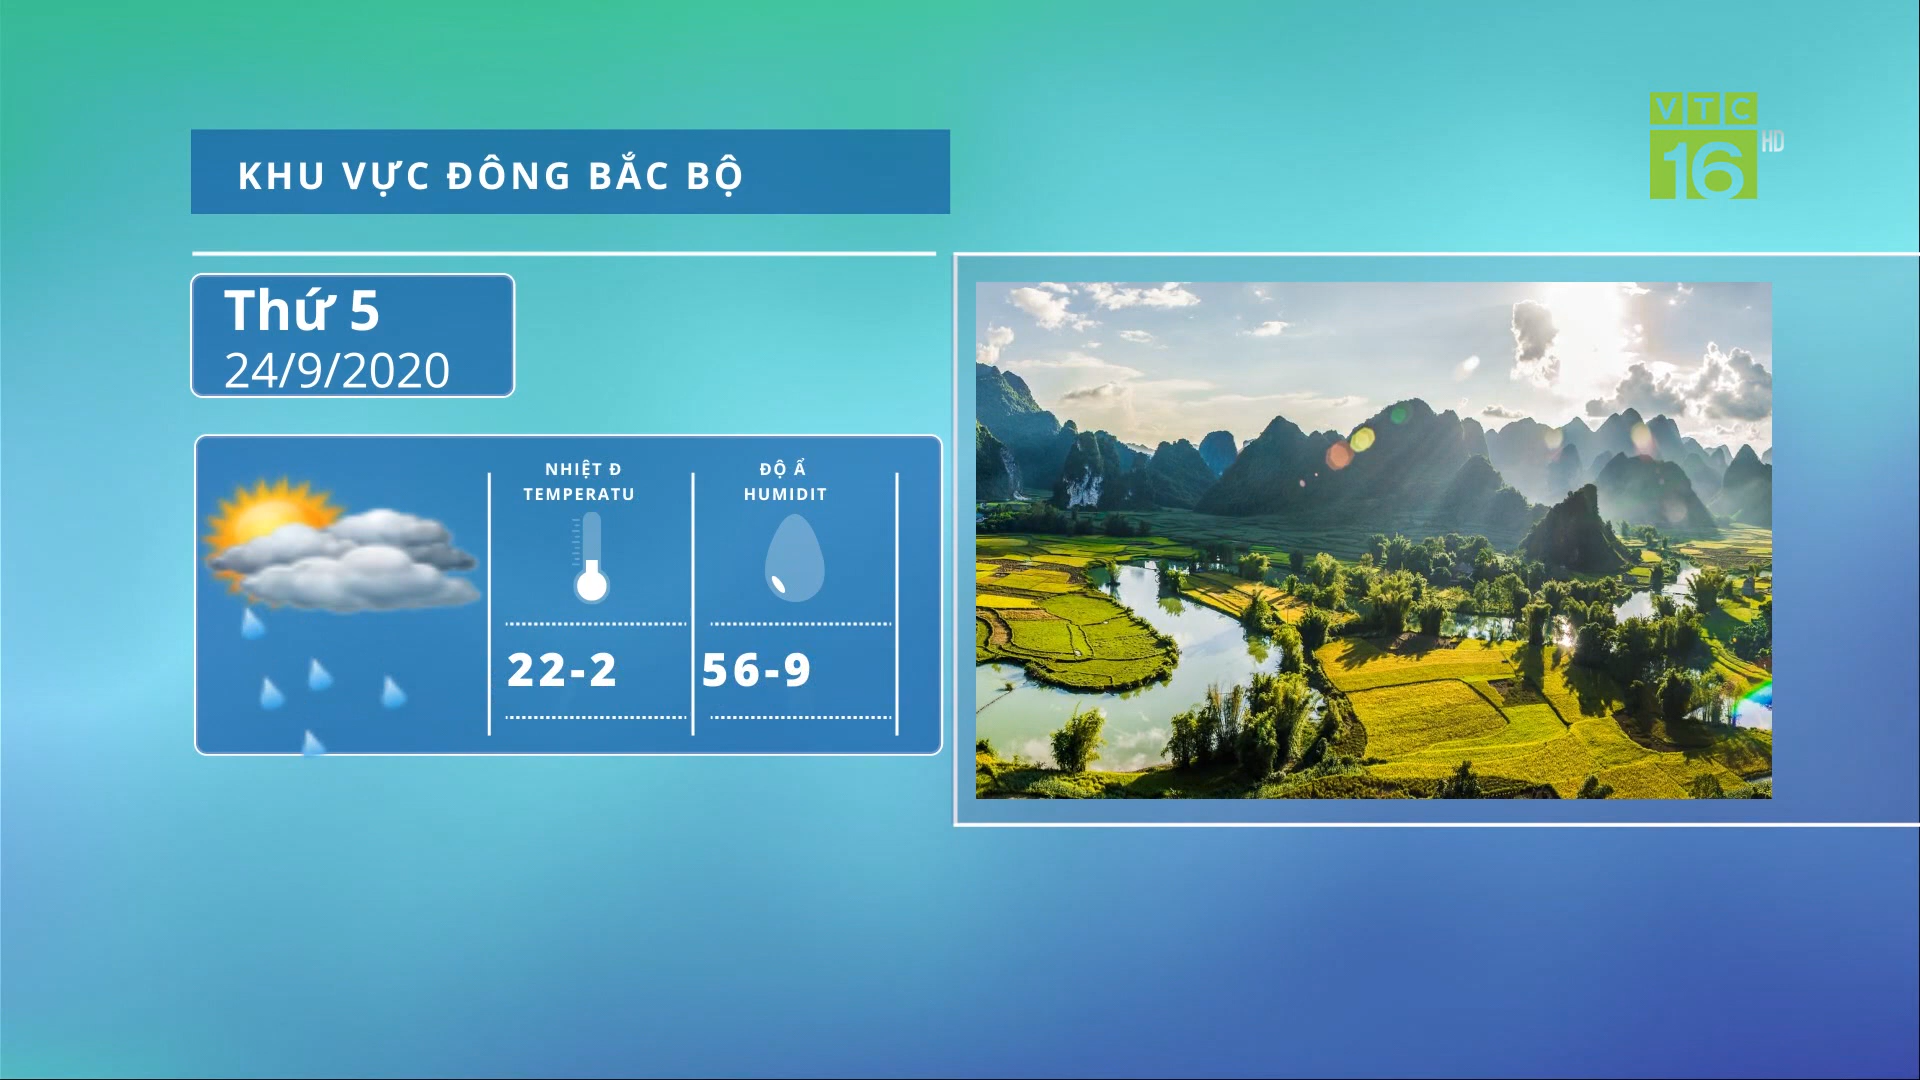 VTC
16 HD
KHU VỰC ĐÔNG BẮC BỘ
Thứ 5
24/9/2020
NHIỆT Đ
TEMPERATU
ĐỘ Ẩ
HUMIDIT
22-2
56-9